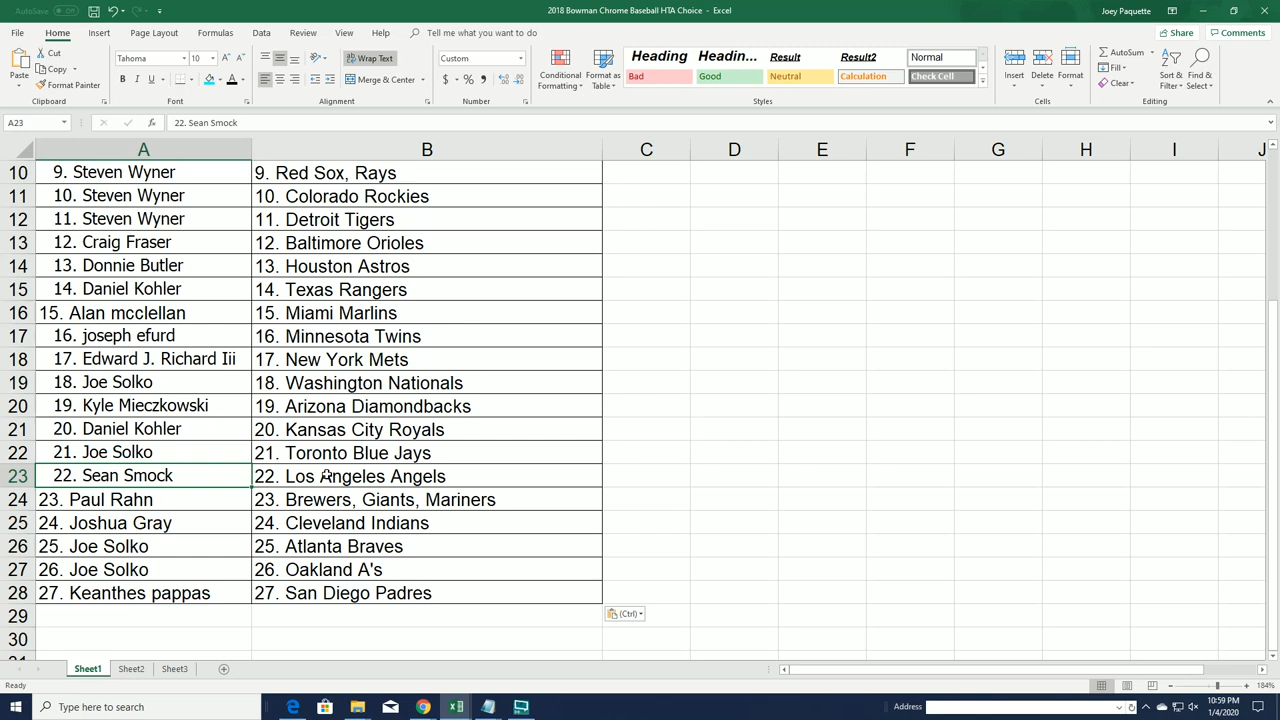 AutoSave Off
2018 Bowman Chrome Baseball HTA Choice - Excel
Joey Paquette
File Home Insert Page Layout Formulas Data Review View Help Tell me what you want to do
Share Comments
Paste
Cut
Copy
Format Painter
Clipboard
Tahoma 10
B I U
Font
Wrap Text
Merge & Center
Alignment
Custom
$ % 9
Number
Conditional Formatting
Format as Table
Heading Headin... Result Result2 Normal
Bad Good Neutral Calculation Check Cell
Styles
Insert Delete Format
Cells
AutoSum
Fill
Clear
Sort & Filter
Find & Select
Editing
A23 fx 22. Sean Smock
A B C D E F G H I J
10 9. Steven Wyner 9. Red Sox, Rays
11 10. Steven Wyner 10. Colorado Rockies
12 11. Steven Wyner 11. Detroit Tigers
13 12. Craig Fraser 12. Baltimore Orioles
14 13. Donnie Butler 13. Houston Astros
15 14. Daniel Kohler 14. Texas Rangers
16 15. Alan mcclellan 15. Miami Marlins
17 16. joseph efurd 16. Minnesota Twins
18 17. Edward J. Richard Iii 17. New York Mets
19 18. Joe Solko 18. Washington Nationals
20 19. Kyle Mieczkowski 19. Arizona Diamondbacks
21 20. Daniel Kohler 20. Kansas City Royals
22 21. Joe Solko 21. Toronto Blue Jays
23 22. Sean Smock 22. Los Angeles Angels
24 23. Paul Rahn 23. Brewers, Giants, Mariners
25 24. Joshua Gray 24. Cleveland Indians
26 25. Joe Solko 25. Atlanta Braves
27 26. Joe Solko 26. Oakland A's
28 27. Keanthes pappas 27. San Diego Padres
29 (Ctrl)
30
Sheet1 Sheet2 Sheet3
Ready
184%
Type here to search
Address
10:59 PM
1/4/2020